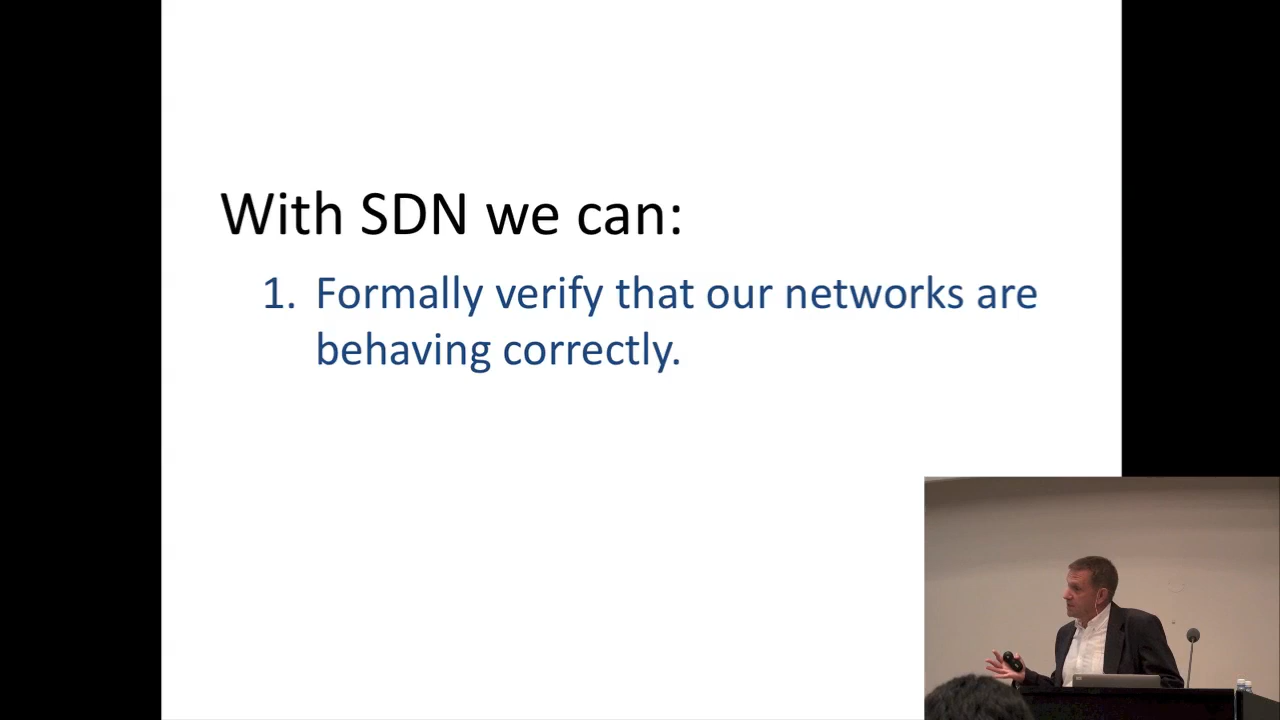 With SDN we can:
1. Formally verify that our networks are
behaving correctly.